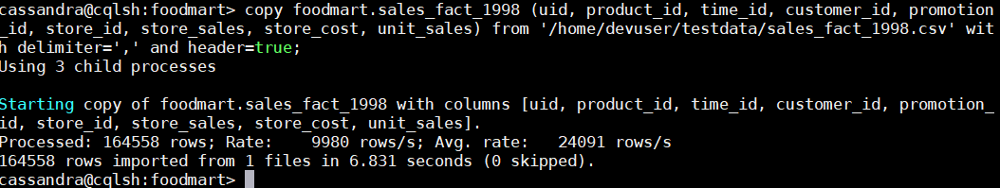 cassandra@cqlsh:foodmart> copy foodmart.sales_fact_1998 (uid, product_id, time_id, customer_id, promotion
_id, store_id, store_sales, store_cost, unit_sales) from '/home/devuser/testdata/sales_fact_1998.csv' wit
h delimiter=',' and header=true;
Using 3 child processes
Starting copy of foodmart.sales_fact_1998 with columns [uid, product_id, time_id, customer_id, promotion_
id, store_id, store_sales, store_cost, unit_sales].
Processed: 164558 rows; Rate:    9980 rows/s; Avg. rate:   24091 rows/s
164558 rows imported from 1 files in 6.831 seconds (0 skipped).
cassandra@cqlsh:foodmart>